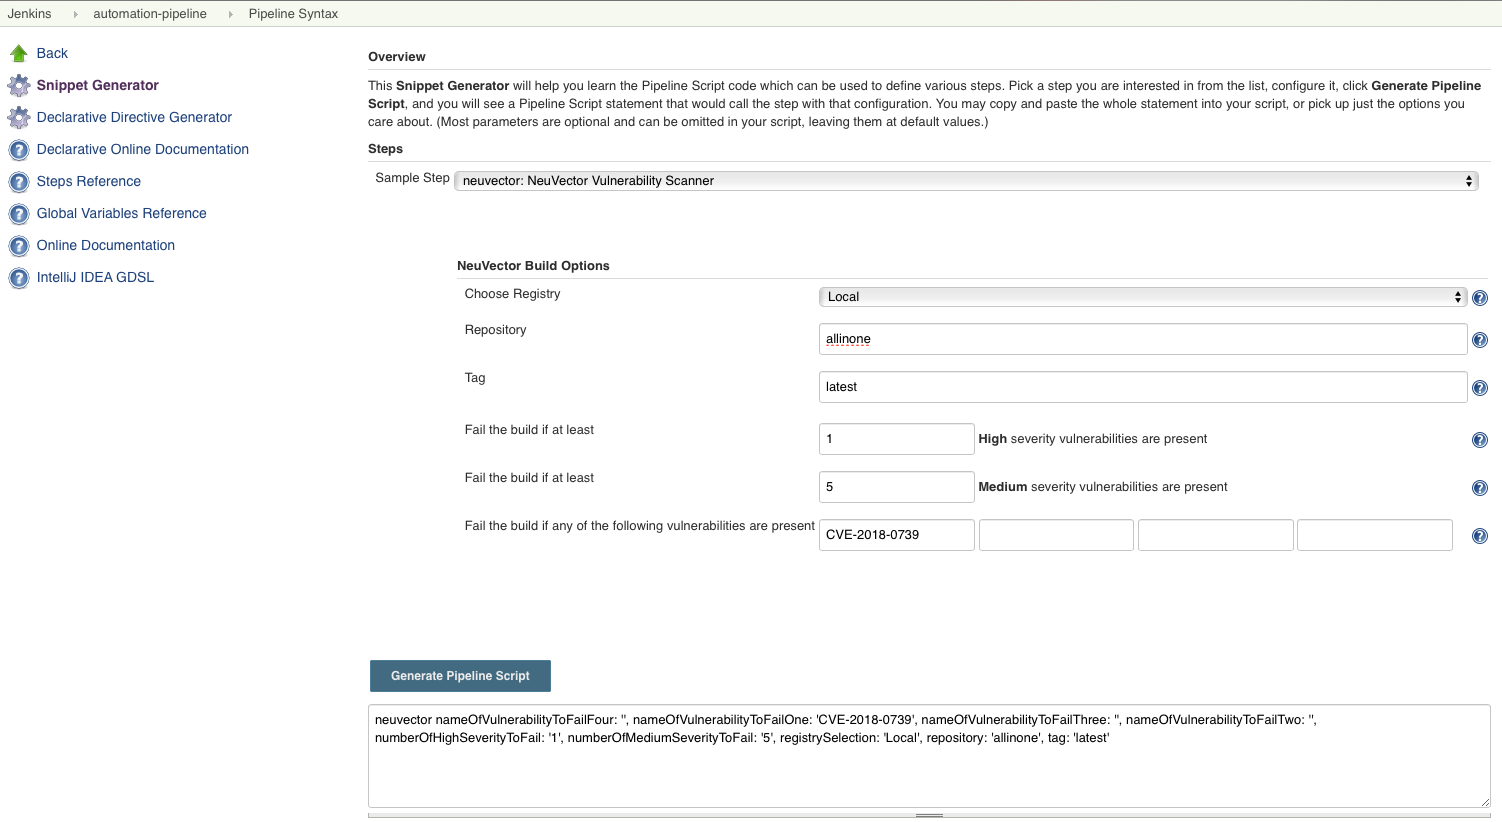 Jenkins automation-pipeline Pipeline Syntax
Back
Snippet Generator
Declarative Directive Generator
Declarative Online Documentation
Steps Reference
Global Variables Reference
Online Documentation
IntelliJ IDEA GDSL
Overview
This Snippet Generator will help you learn the Pipeline Script code which can be used to define various steps. Pick a step you are interested in from the list, configure it, click Generate Pipeline
Script, and you will see a Pipeline Script statement that would call the step with that configuration. You may copy and paste the whole statement into your script, or pick up just the options you
care about. (Most parameters are optional and can be omitted in your script, leaving them at default values.)
Steps
Sample Step neuvector: NeuVector Vulnerability Scanner
NeuVector Build Options
Choose Registry Local
Repository allinone
Tag latest
Fail the build if at least 1 High severity vulnerabilities are present
Fail the build if at least 5 Medium severity vulnerabilities are present
Fail the build if any of the following vulnerabilities are present CVE-2018-0739
Generate Pipeline Script
neuvector nameOfVulnerabilityToFailFour: '', nameOfVulnerabilityToFailOne: 'CVE-2018-0739', nameOfVulnerabilityToFailThree: '', nameOfVulnerabilityToFailTwo: '',
numberOfHighSeverityToFail: '1', numberOfMediumSeverityToFail: '5', registrySelection: 'Local', repository: 'allinone', tag: 'latest'